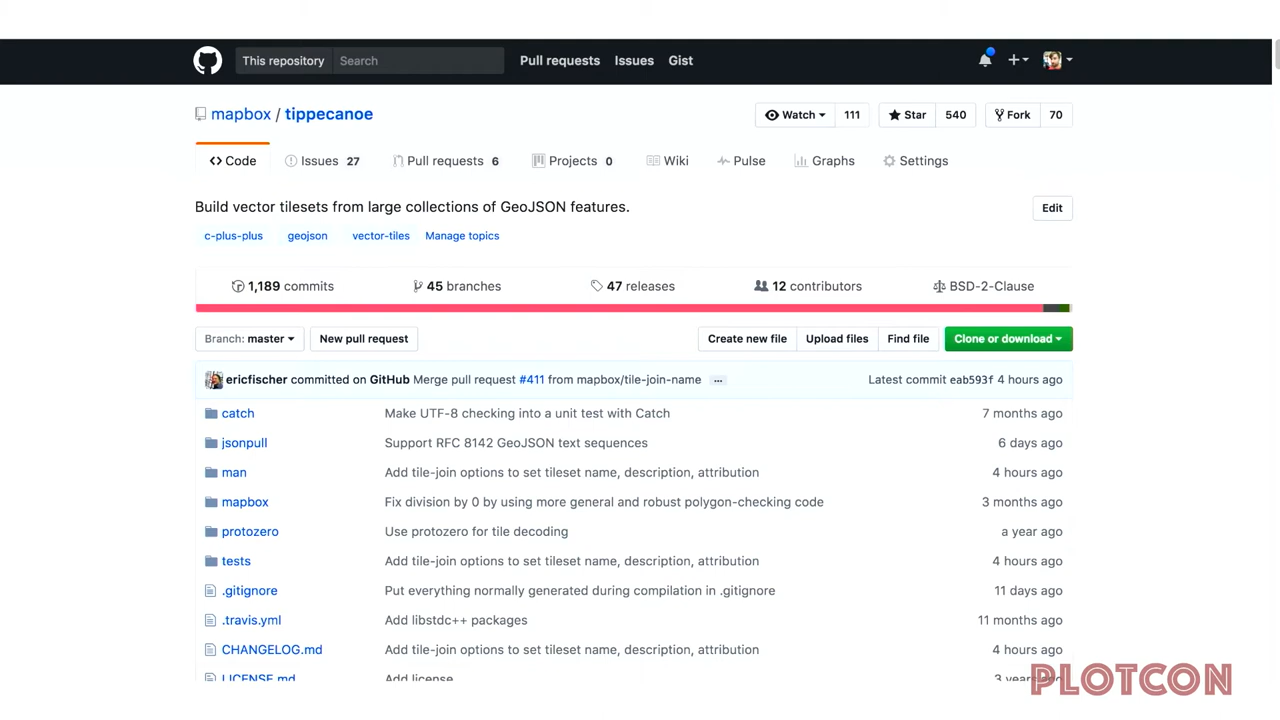 This repository Search Pull requests Issues Gist
mapbox / tippecanoe Watch 111 Star 540 Fork 70
Code Issues 27 Pull requests 6 Projects 0 Wiki Pulse Graphs Settings
Build vector tilesets from large collections of GeoJSON features. Edit
c-plus-plus geojson vector-tiles Manage topics
1,189 commits 45 branches 47 releases 12 contributors BSD-2-Clause
Branch: master New pull request Create new file Upload files Find file Clone or download
ericfischer committed on GitHub Merge pull request #411 from mapbox/tile-join-name ... Latest commit eab593f 4 hours ago
catch Make UTF-8 checking into a unit test with Catch 7 months ago
jsonpull Support RFC 8142 GeoJSON text sequences 6 days ago
man Add tile-join options to set tileset name, description, attribution 4 hours ago
mapbox Fix division by 0 by using more general and robust polygon-checking code 3 months ago
protozero Use protozero for tile decoding a year ago
tests Add tile-join options to set tileset name, description, attribution 4 hours ago
.gitignore Put everything normally generated during compilation in .gitignore 11 days ago
.travis.yml Add libstdc++ packages 11 months ago
CHANGELOG.md Add tile-join options to set tileset name, description, attribution 4 hours ago
LICENSE.md Add license 3 years ago
PLOTCON